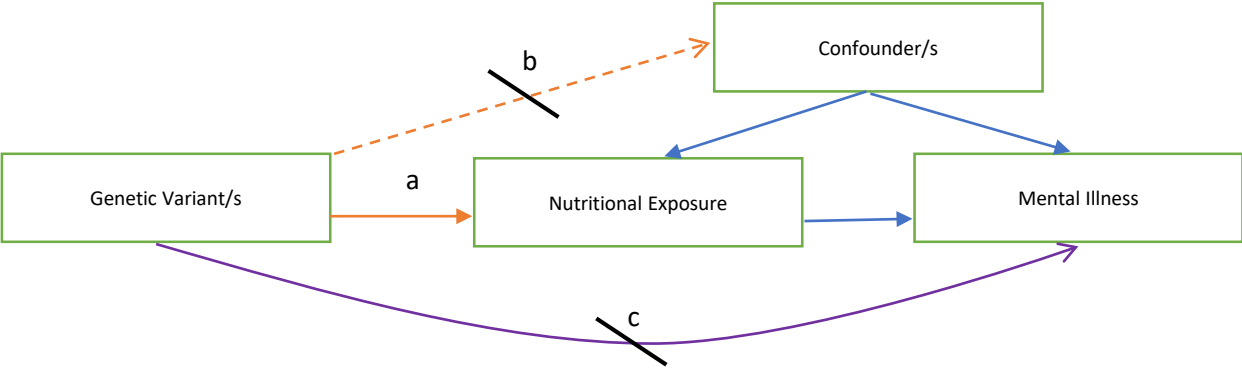 b
Confounder/s
a
Genetic Variant/s
Nutritional Exposure
Mental Illness
c